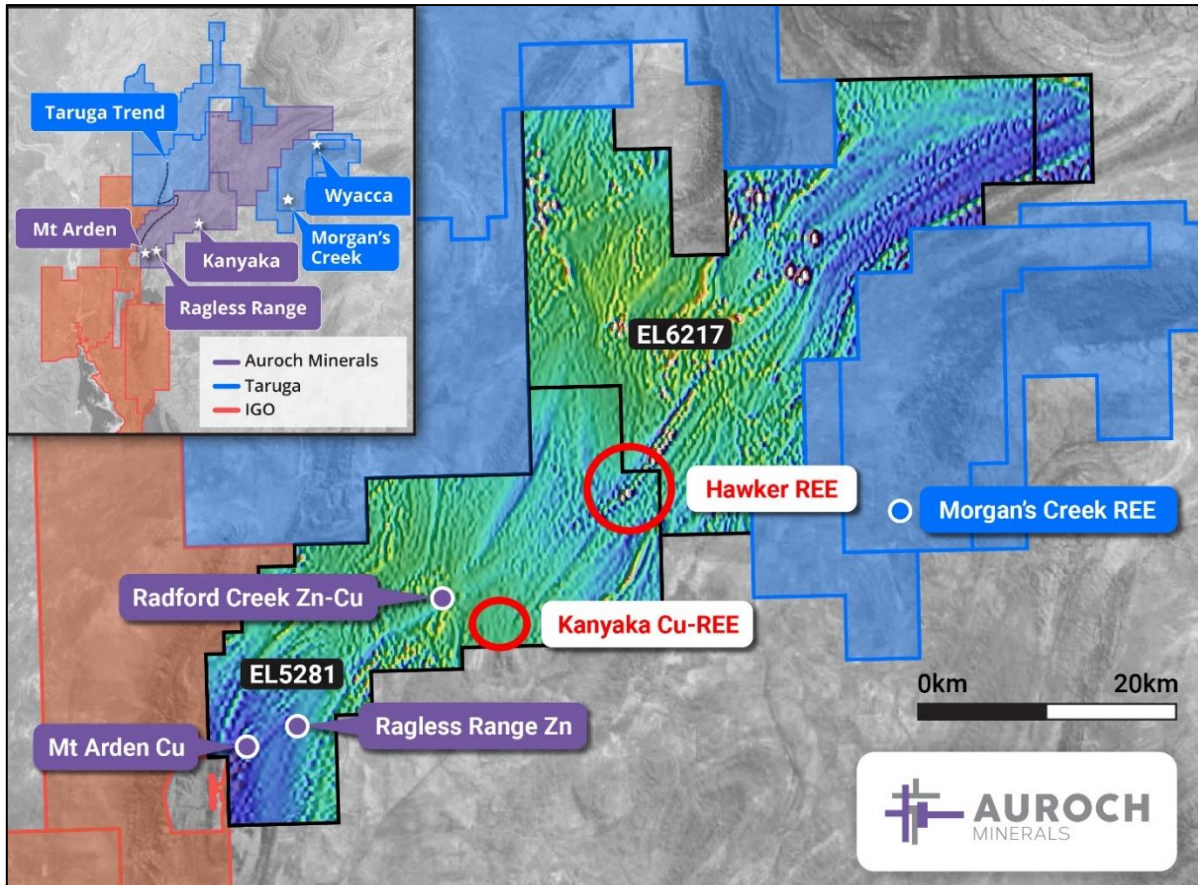 Taruga Trend
Wyacca
Mt Arden
Kanyaka
Morgan's
Creek
Ragless Range
Auroch Minerals
Taruga
IGO
EL6217
Hawker REE
Morgan's Creek REE
Radford Creek Zn-Cu
Kanyaka Cu-REE
EL5281
0km 20km
Ragless Range Zn
Mt Arden Cu
AUROCH
MINERALS